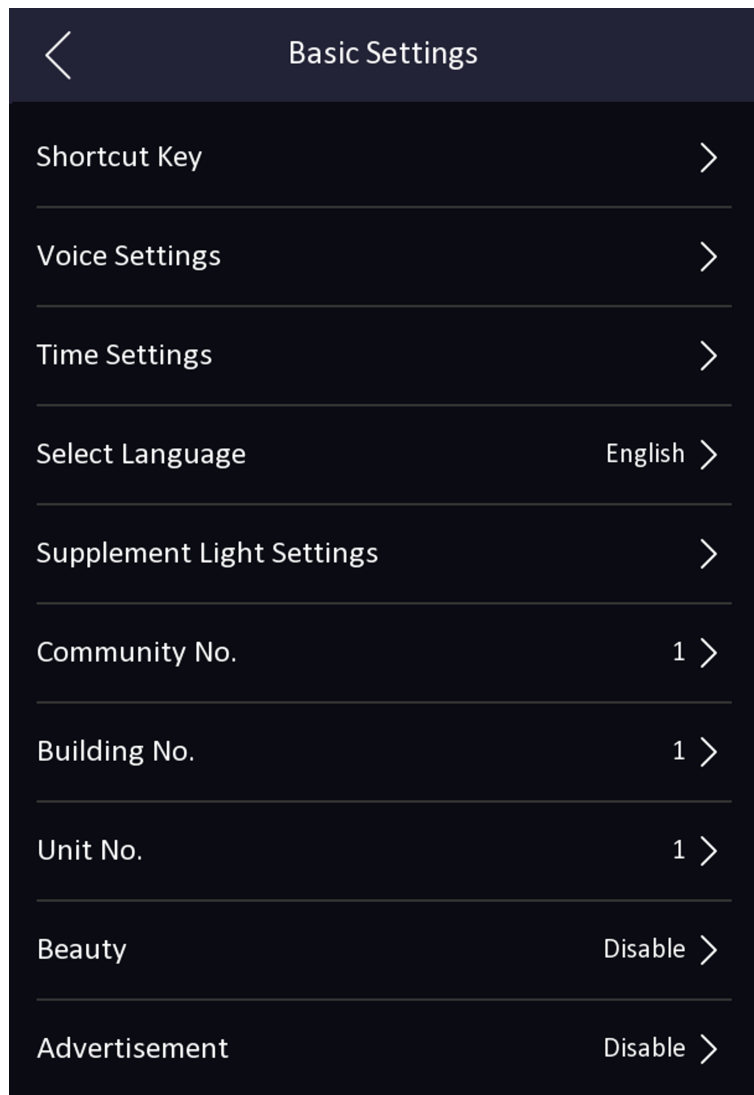 Basic Settings
Shortcut Key
Voice Settings
Time Settings
Select Language English
Supplement Light Settings
Community No. 1
Building No. 1
Unit No. 1
Beauty Disable
Advertisement Disable